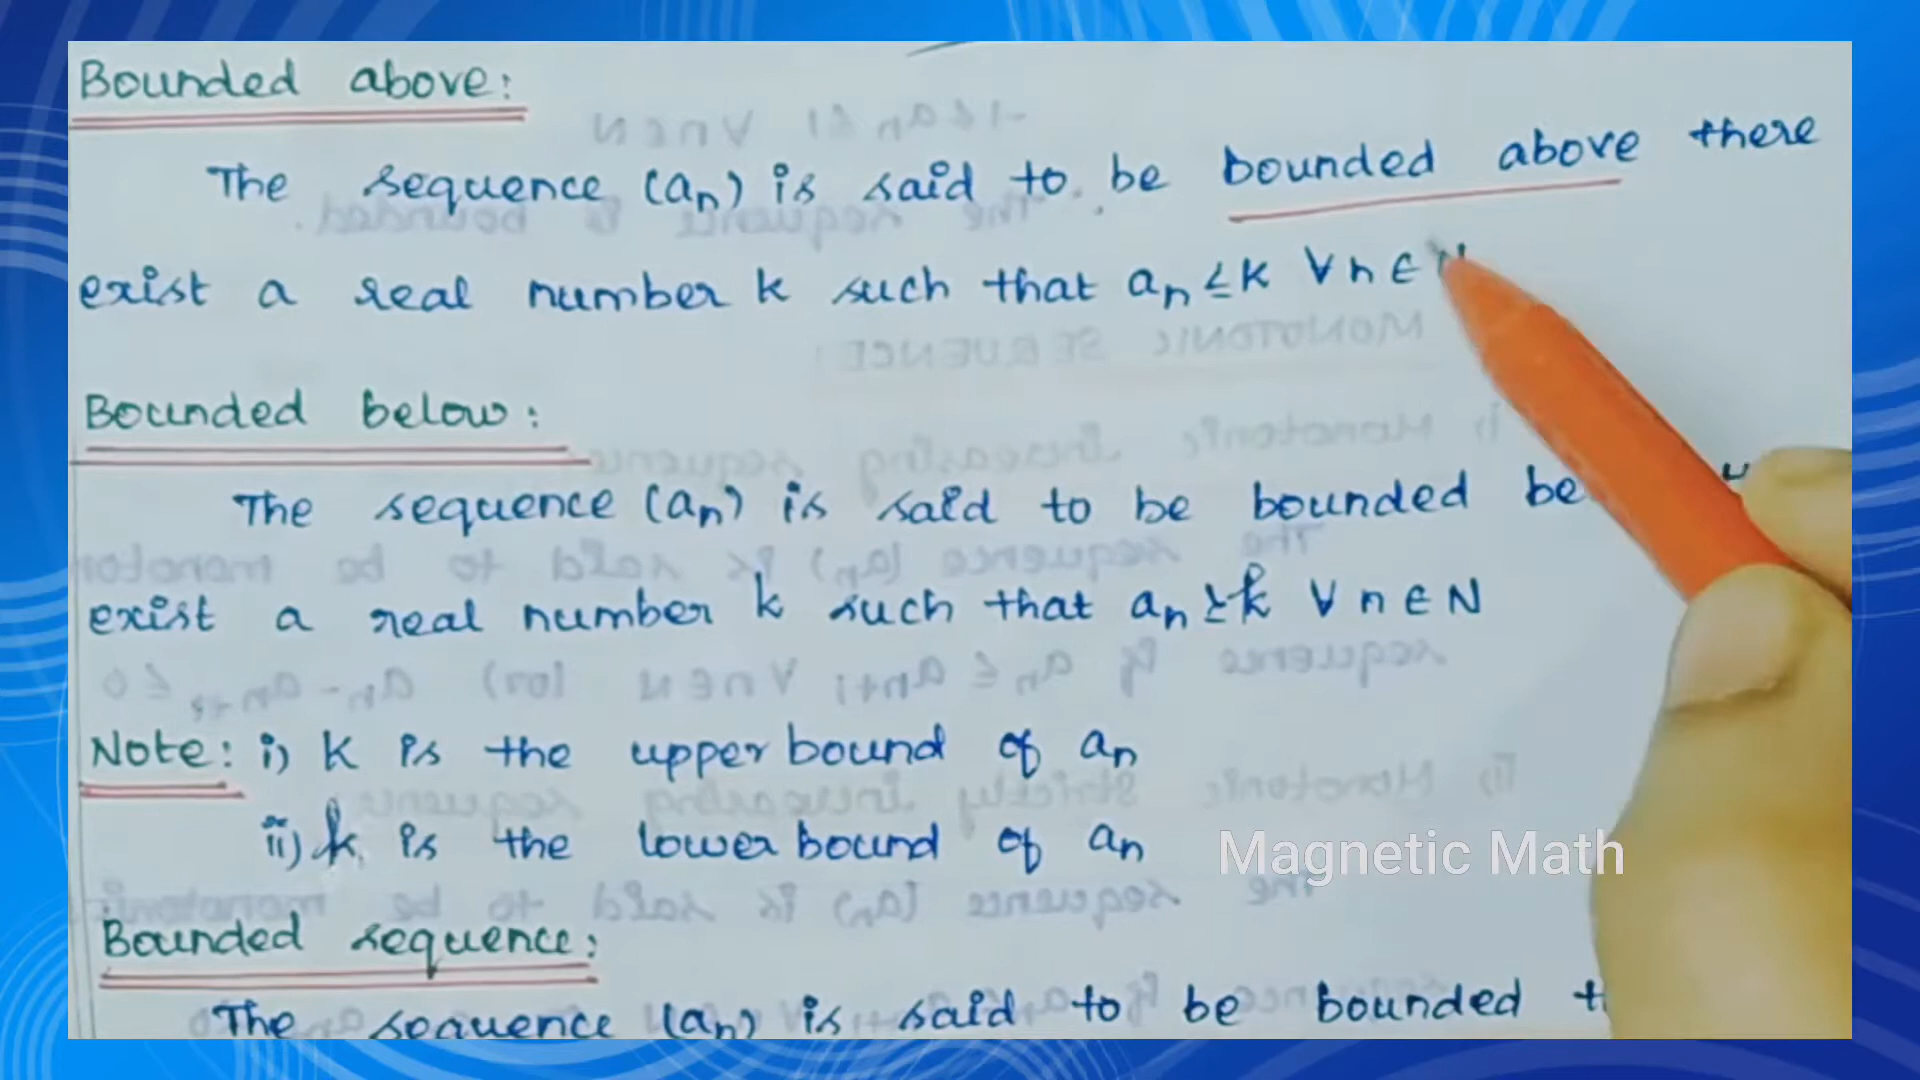 Bounded above:
The sequence (aₙ) is said to be bounded above there
exist a real number k such that aₙ ≤ k ∀ n ∈ N
Bounded below:
The sequence (aₙ) is said to be bounded
exist a real number k such that aₙ ≥ k ∀ n ∈ N
Note: i) K is the upper bound of aₙ
ii) k is the lower bound of aₙ
Magnetic Math
Bounded sequence:
The sequence (aₙ) is said to be bounded